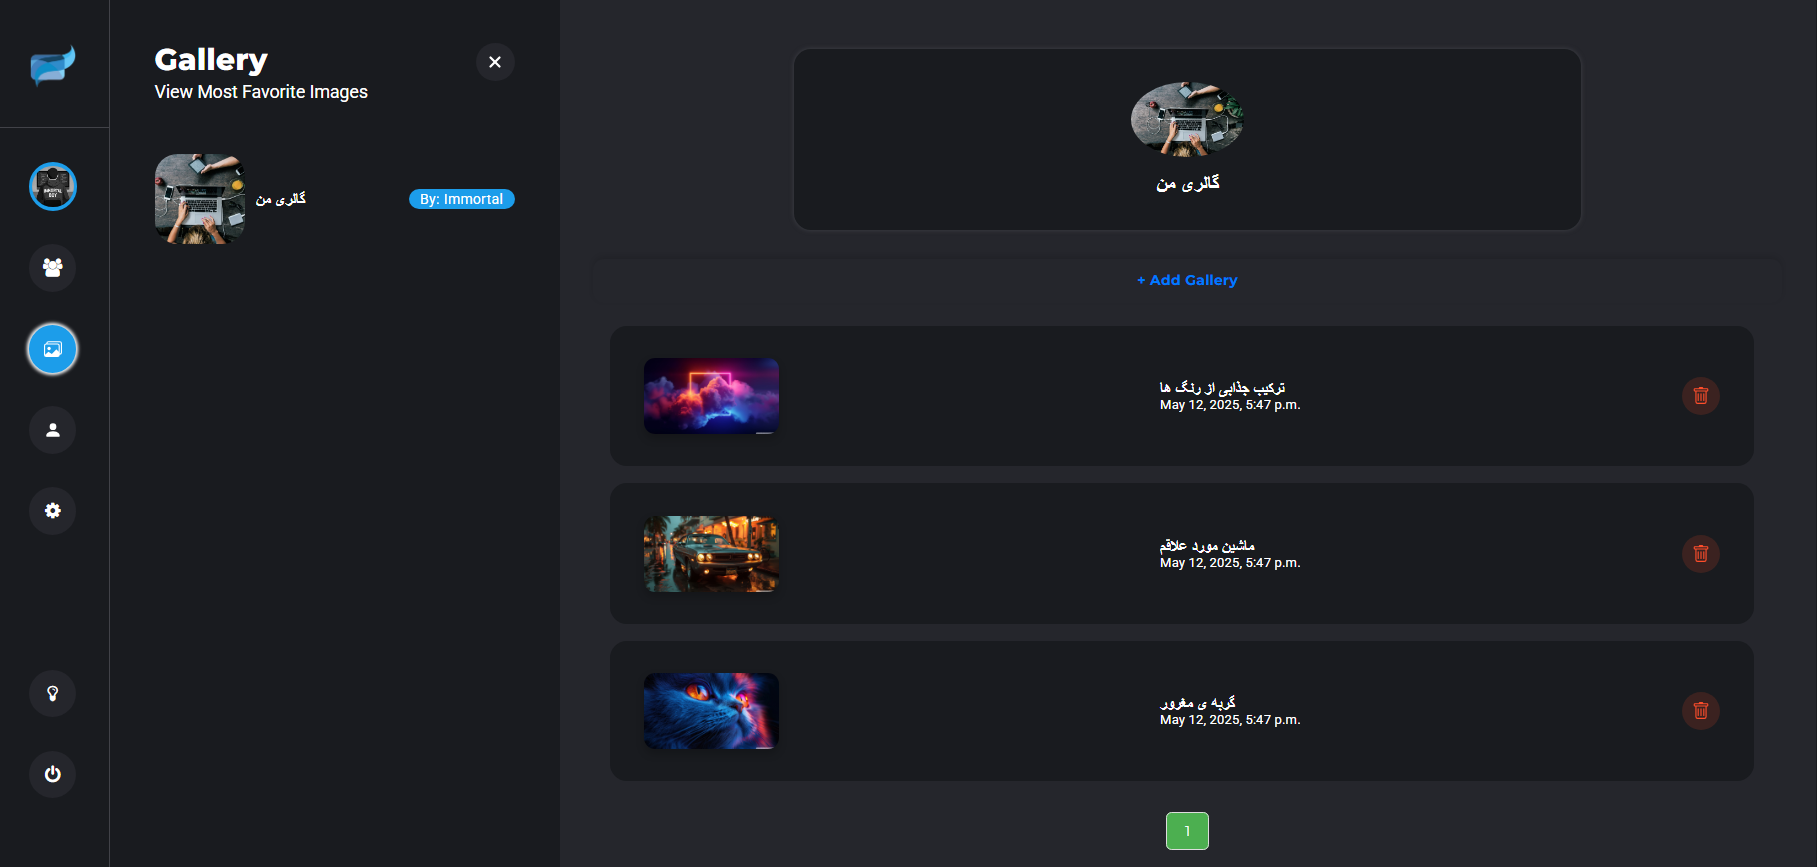 Gallery
View Most Favorite Images
گالری من
By: Immortal
گالری من
+ Add Gallery
ترکیب جذابی از رنگ ها
May 12, 2025, 5:47 p.m.
ماشین مورد علاقم
May 12, 2025, 5:47 p.m.
گربه ی مغرور
May 12, 2025, 5:47 p.m.
1